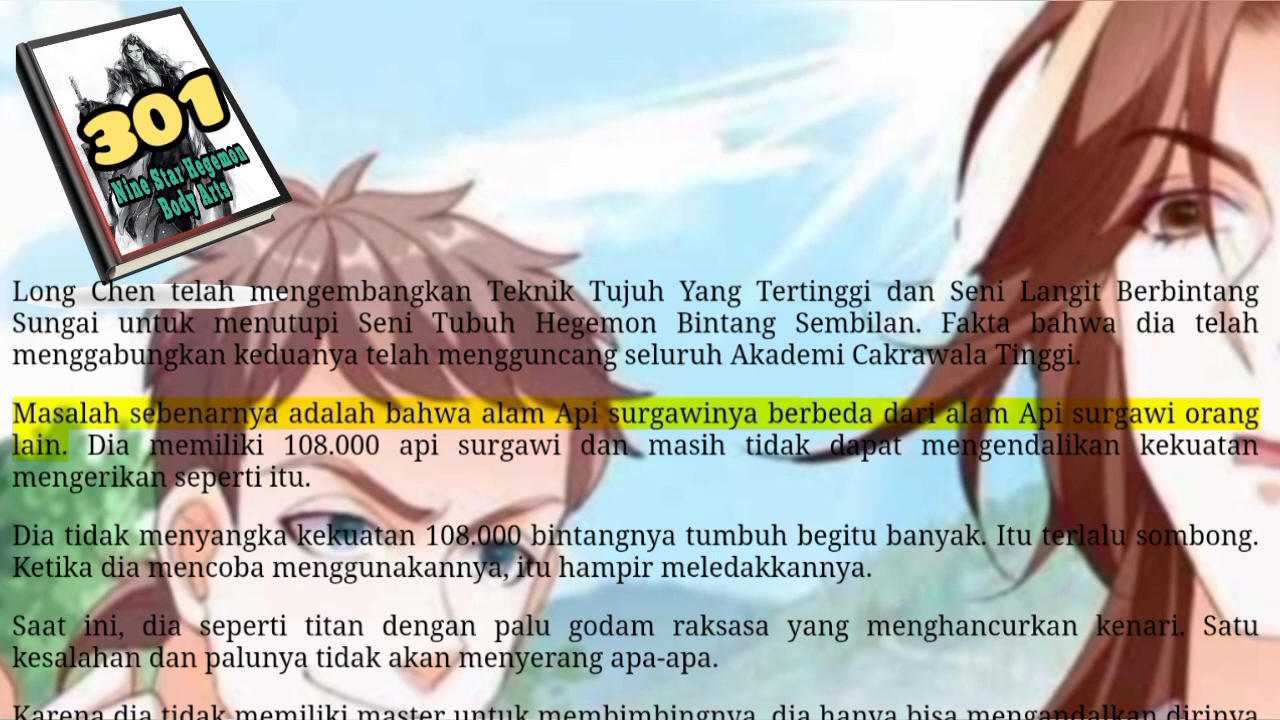 301
Nine Star Hegemon
Body Arts
Long Chen telah mengembangkan Teknik Tujuh Yang Tertinggi dan Seni Langit Berbintang
Sungai untuk menutupi Seni Tubuh Hegemon Bintang Sembilan. Fakta bahwa dia telah
menggabungkan keduanya telah mengguncang seluruh Akademi Cakrawala Tinggi.
Masalah sebenarnya adalah bahwa alam Api surgawinya berbeda dari alam Api surgawi orang
lain. Dia memiliki 108.000 api surgawi dan masih tidak dapat mengendalikan kekuatan
mengerikan seperti itu.
Dia tidak menyangka kekuatan 108.000 bintangnya tumbuh begitu banyak. Itu terlalu sombong.
Ketika dia mencoba menggunakannya, itu hampir meledakkannya.
Saat ini, dia seperti titan dengan palu godam raksasa yang menghancurkan kenari. Satu
kesalahan dan palunya tidak akan menyerang apa-apa.
Karena dia tidak memiliki master untuk membimbingnya, dia hanya bisa mengandalkan dirinya